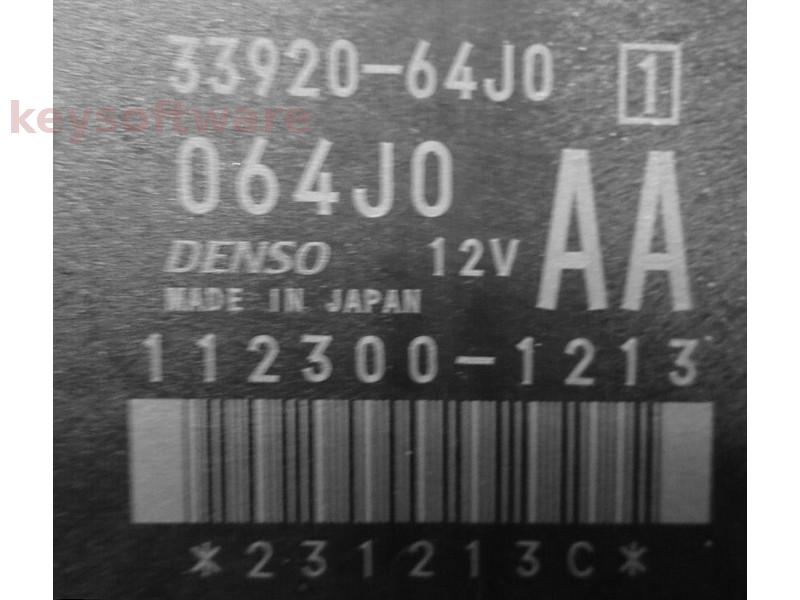 33920-64J0 1
keysoftware
064J0 AA
DENSO 12V
MADE IN JAPAN
112300-1213
*231213C*